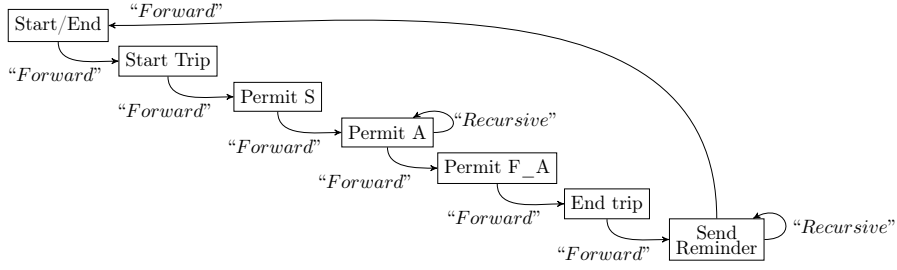 “Forward”
Start/End
Start Trip
“Forward”
Permit S
“Forward”
Permit A
“Recursive”
“Forward”
Permit F_A
“Forward”
End trip
“Forward”
Send
Reminder
“Recursive”
“Forward”